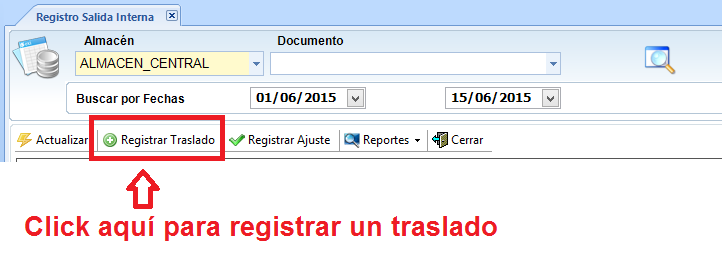 Registro Salida Interna
Almacén Documento
ALMACEN_CENTRAL
Buscar por Fechas 01/06/2015 15/06/2015
Actualizar Registrar Traslado Registrar Ajuste Reportes Cerrar
Click aquí para registrar un traslado